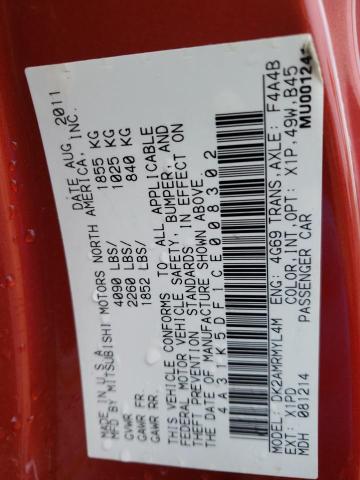 MADE IN U.S.A. DATE AUG 2011
MFD BY MITSUBISHI MOTORS NORTH AMERICA, INC.
GVWR 4090 LBS/ 1855 KG
GAWR FR. 2260 LBS/ 1025 KG
GAWR RR. 1852 LBS/ 840 KG
THIS VEHICLE CONFORMS TO ALL APPLICABLE
FEDERAL MOTOR VEHICLE SAFETY, BUMPER, AND
THEFT PREVENTION STANDARDS IN EFFECT ON
THE DATE OF MANUFACTURE SHOWN ABOVE.
4A31K5DF1CE008302
MODEL: DK2AMRMYL4M ENG: 4G69 TRANS,AXLE: F4A4B
EXT: X1PD COLOR,INT,OPT: X1P,49W,B45
MDH 081214 PASSENGER CAR MU00124